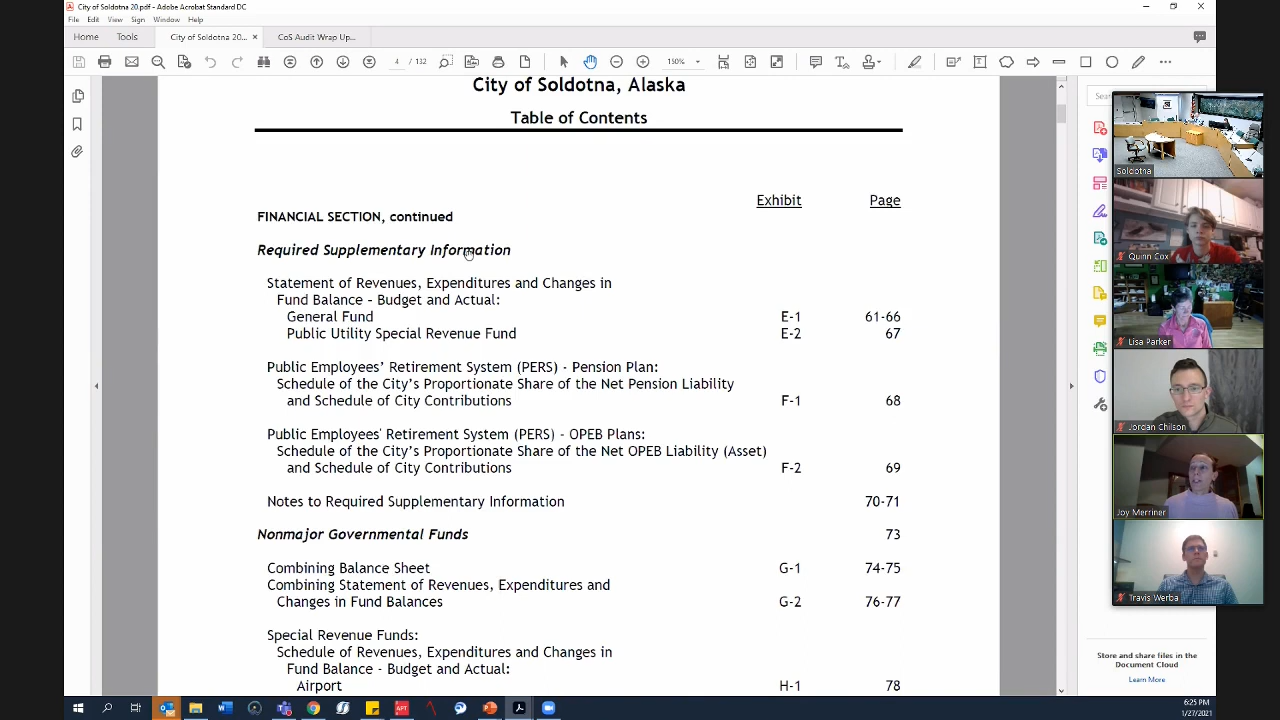 City of Soldotna 20.pdf - Adobe Acrobat Standard DC
File Edit View Sign Window Help
Home Tools City of Soldotna 20... × CoS Audit Wrap Up...
4 / 132 150%
City of Soldotna, Alaska
Table of Contents
Exhibit Page
FINANCIAL SECTION, continued
Required Supplementary Information
Statement of Revenues, Expenditures and Changes in
Fund Balance – Budget and Actual:
General Fund E-1 61-66
Public Utility Special Revenue Fund E-2 67
Public Employees' Retirement System (PERS) - Pension Plan:
Schedule of the City's Proportionate Share of the Net Pension Liability
and Schedule of City Contributions F-1 68
Public Employees' Retirement System (PERS) - OPEB Plans:
Schedule of the City's Proportionate Share of the Net OPEB Liability (Asset)
and Schedule of City Contributions F-2 69
Notes to Required Supplementary Information 70-71
Nonmajor Governmental Funds 73
Combining Balance Sheet G-1 74-75
Combining Statement of Revenues, Expenditures and
Changes in Fund Balances G-2 76-77
Special Revenue Funds:
Schedule of Revenues, Expenditures and Changes in
Fund Balance - Budget and Actual:
Airport H-1 78
Sear
Soldotna
Quinn Cox
Lisa Parker
Jordan Chilson
Joy Merriner
Travis Werba
Store and share files in the
Document Cloud
Learn More
6:25 PM
1/27/2021